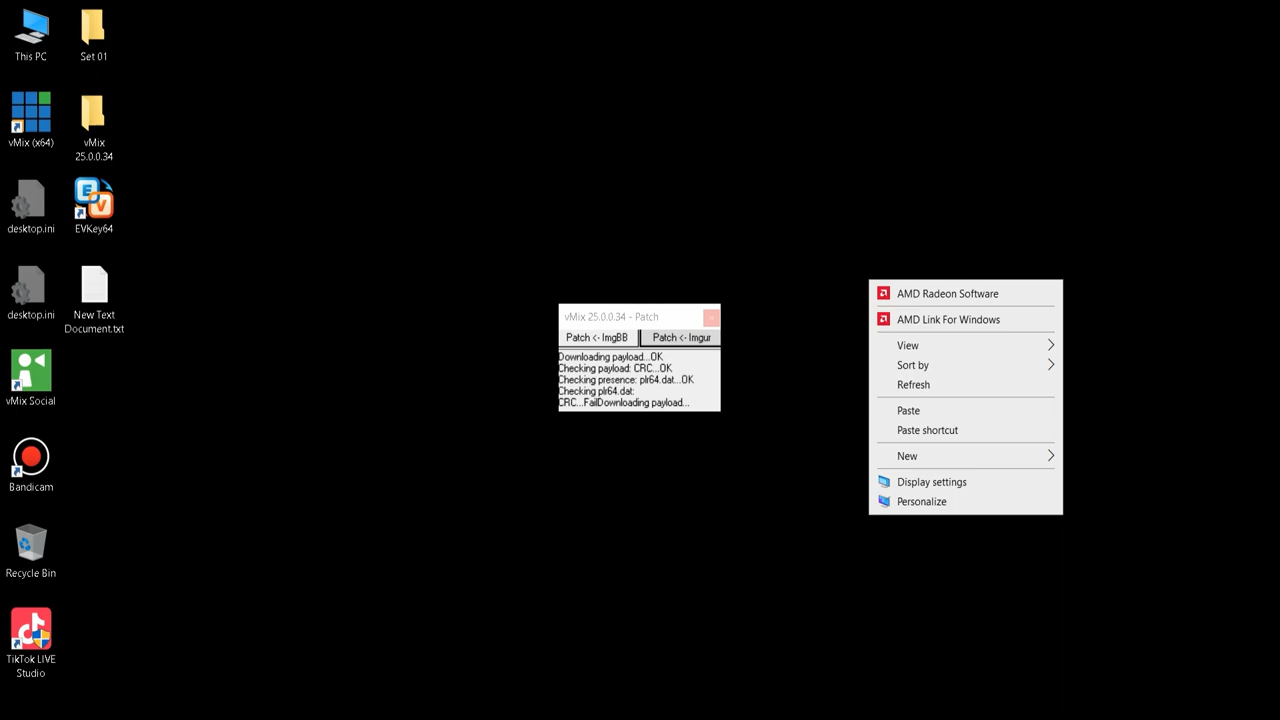 This PC
Set 01
vMix (x64)
vMix
25.0.0.34
desktop.ini
EVKey64
desktop.ini
New Text
Document.txt
vMix Social
Bandicam
Recycle Bin
TikTok LIVE
Studio
vMix 25.0.0.34 - Patch
Patch <- ImgBB
Patch <- Imgur
Downloading payload...OK
Checking payload: CRC...OK
Checking presence: plr64.dat...OK
Checking plr64.dat:
CRC...FailDownloading payload...
AMD Radeon Software
AMD Link For Windows
View
Sort by
Refresh
Paste
Paste shortcut
New
Display settings
Personalize